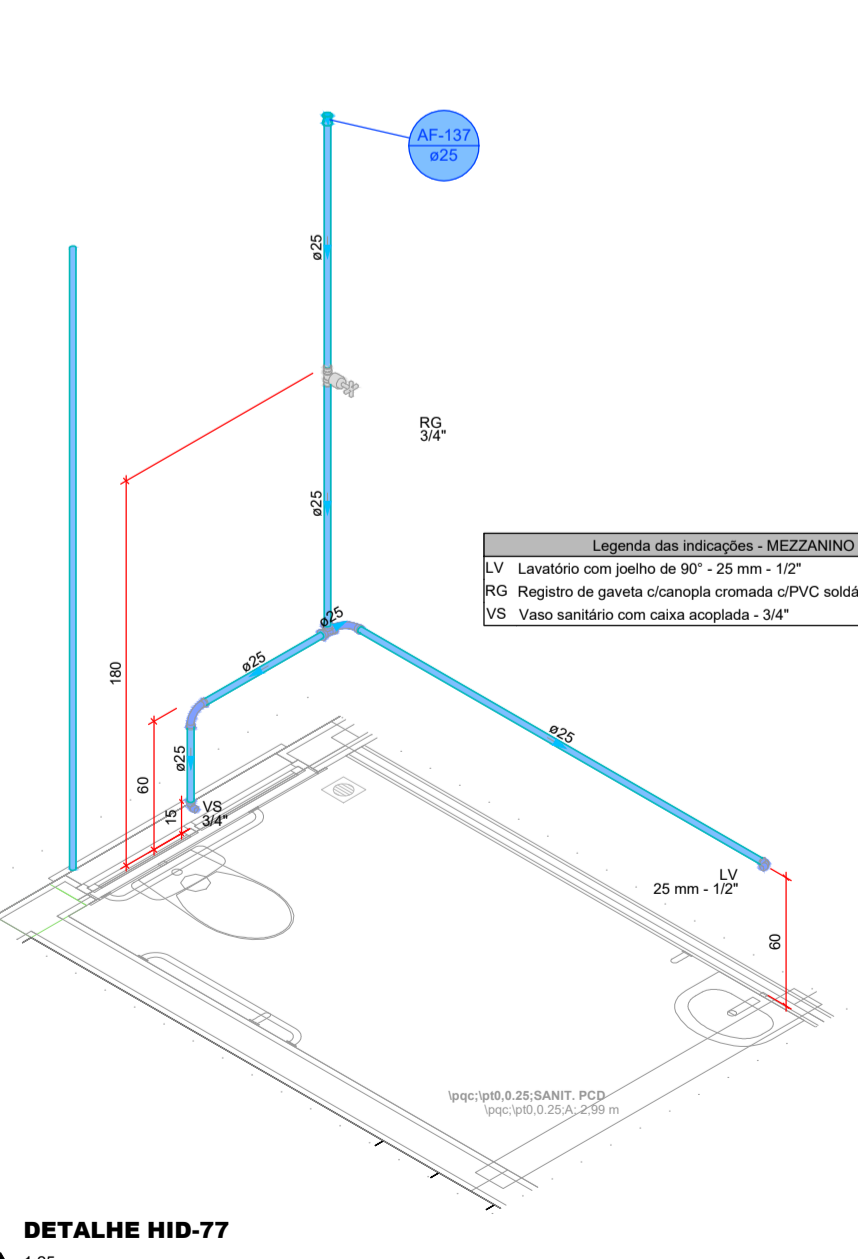 AF-137
ø25
ø25
RG
3/4"
ø25
Legenda das indicações - MEZZANINO
LV Lavatório com joelho de 90° - 25 mm - 1/2"
RG Registro de gaveta c/canopla cromada c/PVC soldá
VS Vaso sanitário com caixa acoplada - 3/4"
ø25
ø25
180
ø25
ø25
60
15
VS
3/4"
LV
25 mm - 1/2"
60
\pqc;\pt0,0.25;SANIT. PCD
\pqc;\pt0,0.25;A: 2,99 m
DETALHE HID-77